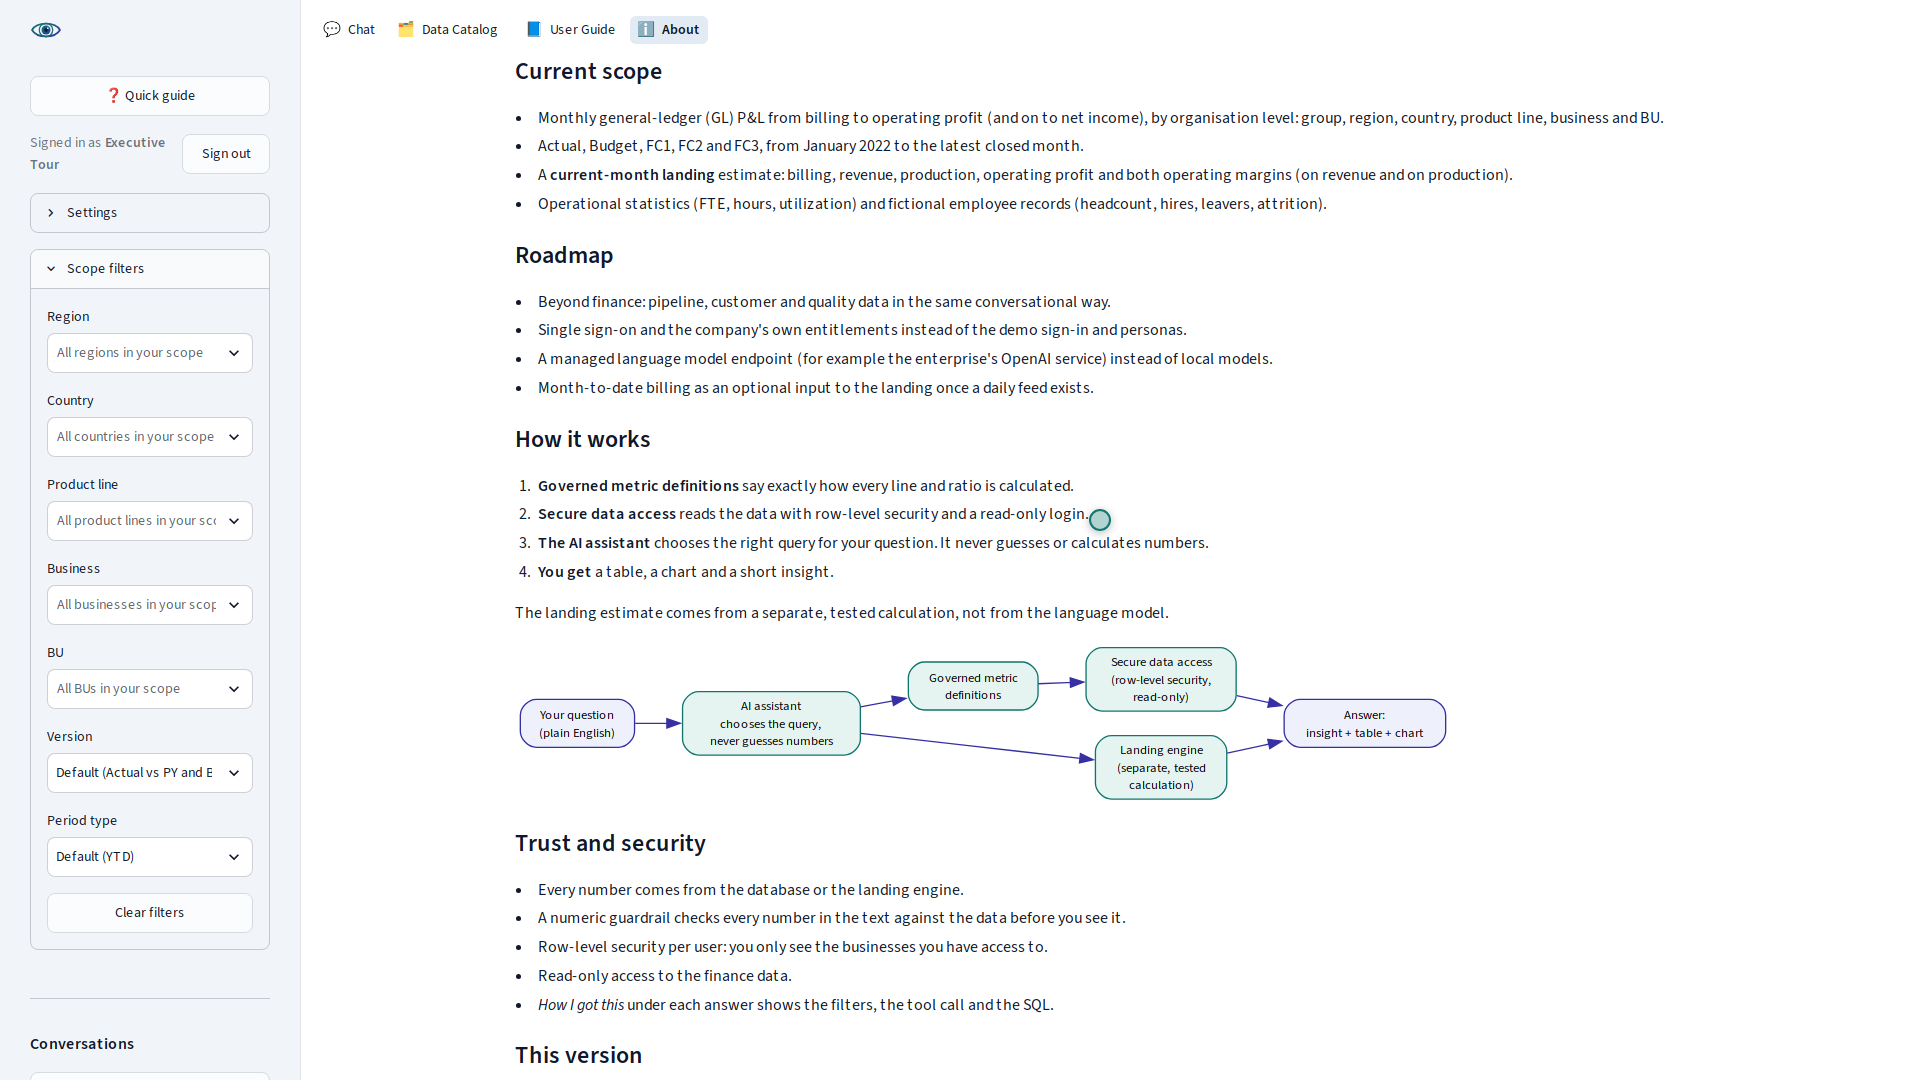 ❓ Quick guide
Signed in as Executive Tour
Sign out
Settings
Scope filters
Region
All regions in your scope
Country
All countries in your scope
Product line
All product lines in your sco
Business
All businesses in your scop
BU
All BUs in your scope
Version
Default (Actual vs PY and B
Period type
Default (YTD)
Clear filters
Conversations
💬 Chat
🗂️ Data Catalog
📘 User Guide
ℹ️ About
Current scope
• Monthly general-ledger (GL) P&L from billing to operating profit (and on to net income), by organisation level: group, region, country, product line, business and BU.
• Actual, Budget, FC1, FC2 and FC3, from January 2022 to the latest closed month.
• A current-month landing estimate: billing, revenue, production, operating profit and both operating margins (on revenue and on production).
• Operational statistics (FTE, hours, utilization) and fictional employee records (headcount, hires, leavers, attrition).
Roadmap
• Beyond finance: pipeline, customer and quality data in the same conversational way.
• Single sign-on and the company's own entitlements instead of the demo sign-in and personas.
• A managed language model endpoint (for example the enterprise's OpenAI service) instead of local models.
• Month-to-date billing as an optional input to the landing once a daily feed exists.
How it works
1. Governed metric definitions say exactly how every line and ratio is calculated.
2. Secure data access reads the data with row-level security and a read-only login.
3. The AI assistant chooses the right query for your question. It never guesses or calculates numbers.
4. You get a table, a chart and a short insight.
The landing estimate comes from a separate, tested calculation, not from the language model.
Your question
(plain English)
AI assistant
chooses the query,
never guesses numbers
Governed metric
definitions
Secure data access
(row-level security,
read-only)
Landing engine
(separate, tested
calculation)
Answer:
insight + table + chart
Trust and security
• Every number comes from the database or the landing engine.
• A numeric guardrail checks every number in the text against the data before you see it.
• Row-level security per user: you only see the businesses you have access to.
• Read-only access to the finance data.
• How I got this under each answer shows the filters, the tool call and the SQL.
This version